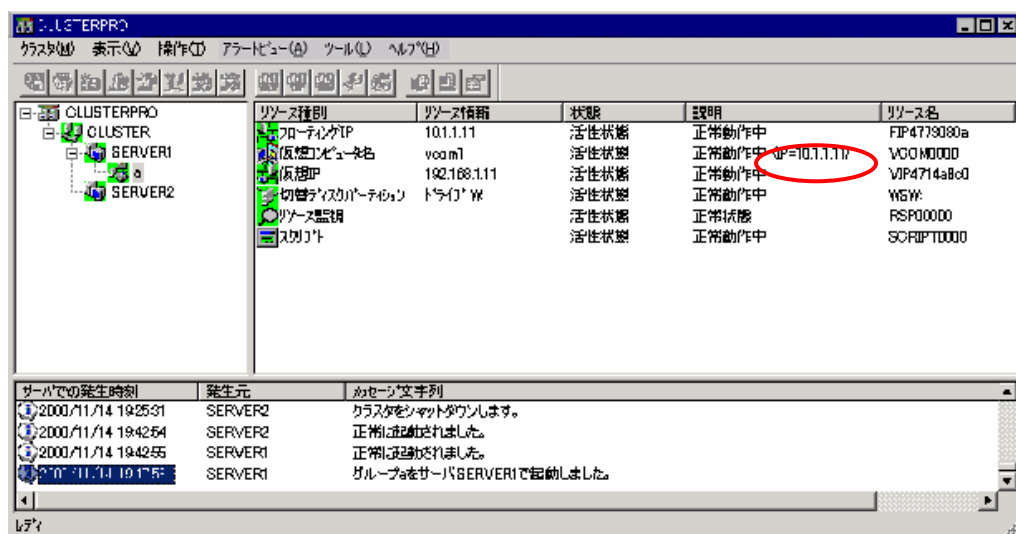 CLUSTERPRO
クラスタ(M) 表示(V) 操作(T) アラートビュー(A) ツール(L) ヘルプ(H)
CLUSTERPRO
CLUSTER
SERVER1
a
SERVER2
リソース種別 リソース情報 状態 説明 リソース名
フローティングIP 10.1.1.11 活性状態 正常動作中 FIP4779080a
仮想コンピュータ名 vcom1 活性状態 正常動作中 (IP=10.1.1.11) VCOM0000
仮想IP 192.168.1.11 活性状態 正常動作中 VIP4714a8c0
切替ディスクパーティション ドライブ W: 活性状態 正常動作中 WSW:
リソース監視 活性状態 正常状態 RSP00000
スクリプト 活性状態 正常動作中 SCRIPT0000
サーバでの発生時刻 発生元 メッセージ文字列
2000/11/14 19:25:31 SERVER2 クラスタをシャットダウンします。
2000/11/14 19:42:54 SERVER2 正常に起動されました。
2000/11/14 19:42:55 SERVER1 正常に起動されました。
SERVER1 グループaをサーバSERVER1で起動しました。
レディ